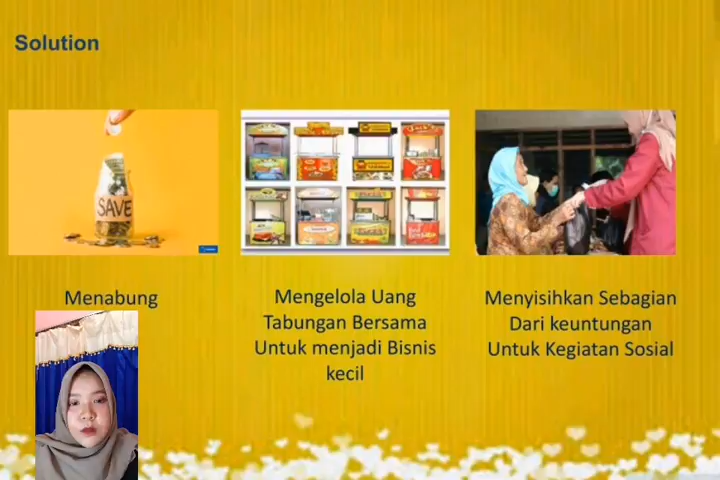 Solution
SAVE
Menabung
Mengelola Uang
Tabungan Bersama
Untuk menjadi Bisnis
kecil
Menyisihkan Sebagian
Dari keuntungan
Untuk Kegiatan Sosial